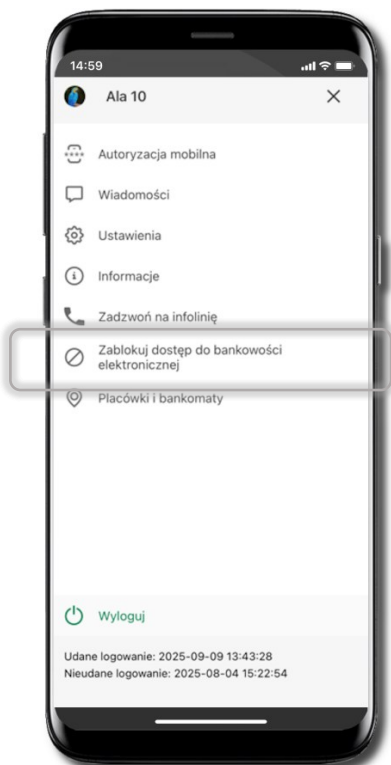 14:59
Ala 10
Autoryzacja mobilna
Wiadomości
Ustawienia
Informacje
Zadzwoń na infolinię
Zablokuj dostęp do bankowości
elektronicznej
Placówki i bankomaty
Wyloguj
Udane logowanie: 2025-09-09 13:43:28
Nieudane logowanie: 2025-08-04 15:22:54